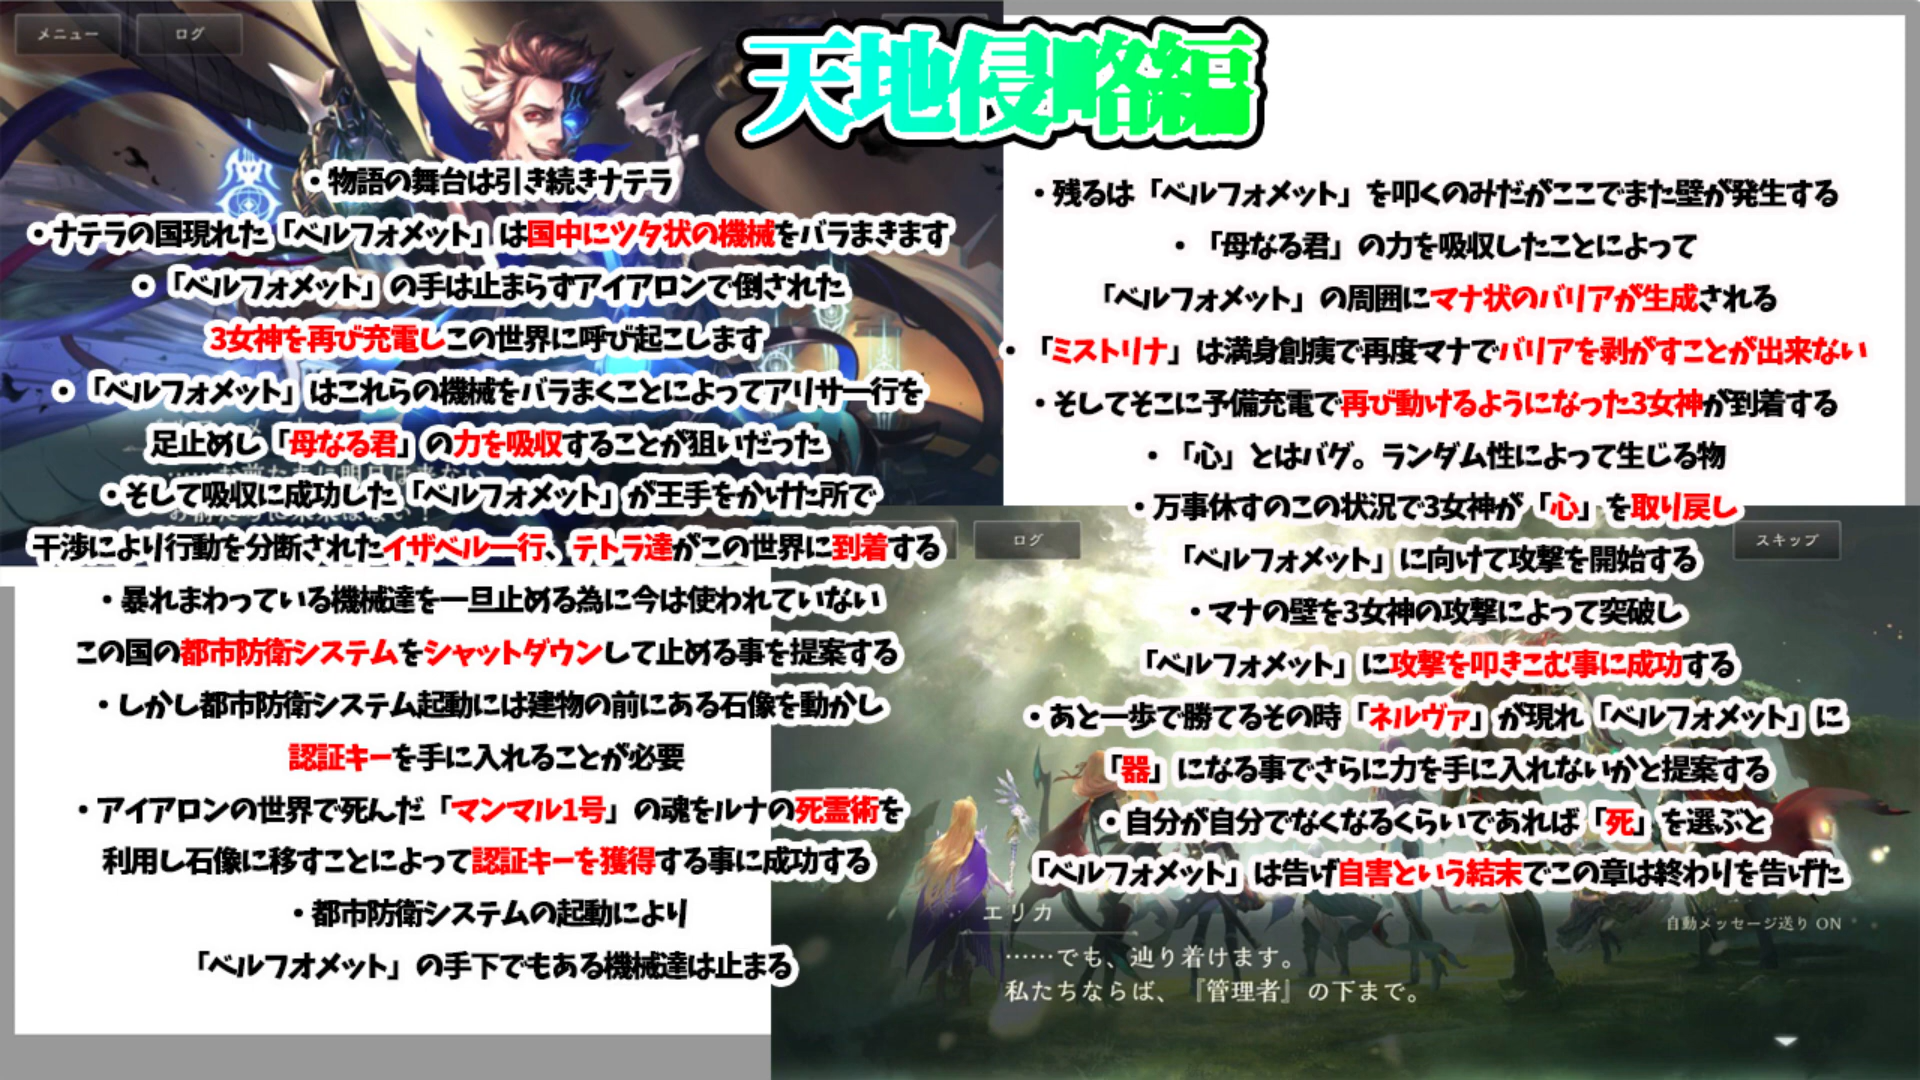 メニュー
ログ
天地侵略編
・物語の舞台は引き続きナテラ
・ナテラの国現れた「ベルフォメット」は国中にツタ状の機械をバラまきます
・「ベルフォメット」の手は止まらずアイアロンで倒された
3女神を再び充電しこの世界に呼び起こします
・「ベルフォメット」はこれらの機械をバラまくことによってアリサ一行を
足止めし「母なる君」の力を吸収することが狙いだった
・そして吸収に成功した「ベルフォメット」が王手をかけた所で
干渉により行動を分断されたイザベル一行、テトラ達がこの世界に到着する
・暴れまわっている機械達を一旦止める為に今は使われていない
この国の都市防衛システムをシャットダウンして止める事を提案する
・しかし都市防衛システム起動には建物の前にある石像を動かし
認証キーを手に入れることが必要
・アイアロンの世界で死んだ「マンマル1号」の魂をルナの死霊術を
利用し石像に移すことによって認証キーを獲得する事に成功する
・都市防衛システムの起動により
「ベルフオメット」の手下でもある機械達は止まる
・残るは「ベルフォメット」を叩くのみだがここでまた壁が発生する
・「母なる君」の力を吸収したことによって
「ベルフォメット」の周囲にマナ状のバリアが生成される
・「ミストリナ」は満身創痍で再度マナでバリアを剥がすことが出来ない
・そしてそこに予備充電で再び動けるようになった3女神が到着する
・「心」とはバグ。ランダム性によって生じる物
・万事休すのこの状況で3女神が「心」を取り戻し
「ベルフォメット」に向けて攻撃を開始する
・マナの壁を3女神の攻撃によって突破し
「ベルフォメット」に攻撃を叩きこむ事に成功する
・あと一歩で勝てるその時「ネルヴァ」が現れ「ベルフォメット」に
「器」になる事でさらに力を手に入れないかと提案する
・自分が自分でなくなるくらいであれば「死」を選ぶと
「ベルフォメット」は告げ自害という結末でこの章は終わりを告げた
ログ
スキップ
エリカ
自動メッセージ送り ON
……でも、辿り着けます。
私たちならば、『管理者』の下まで。